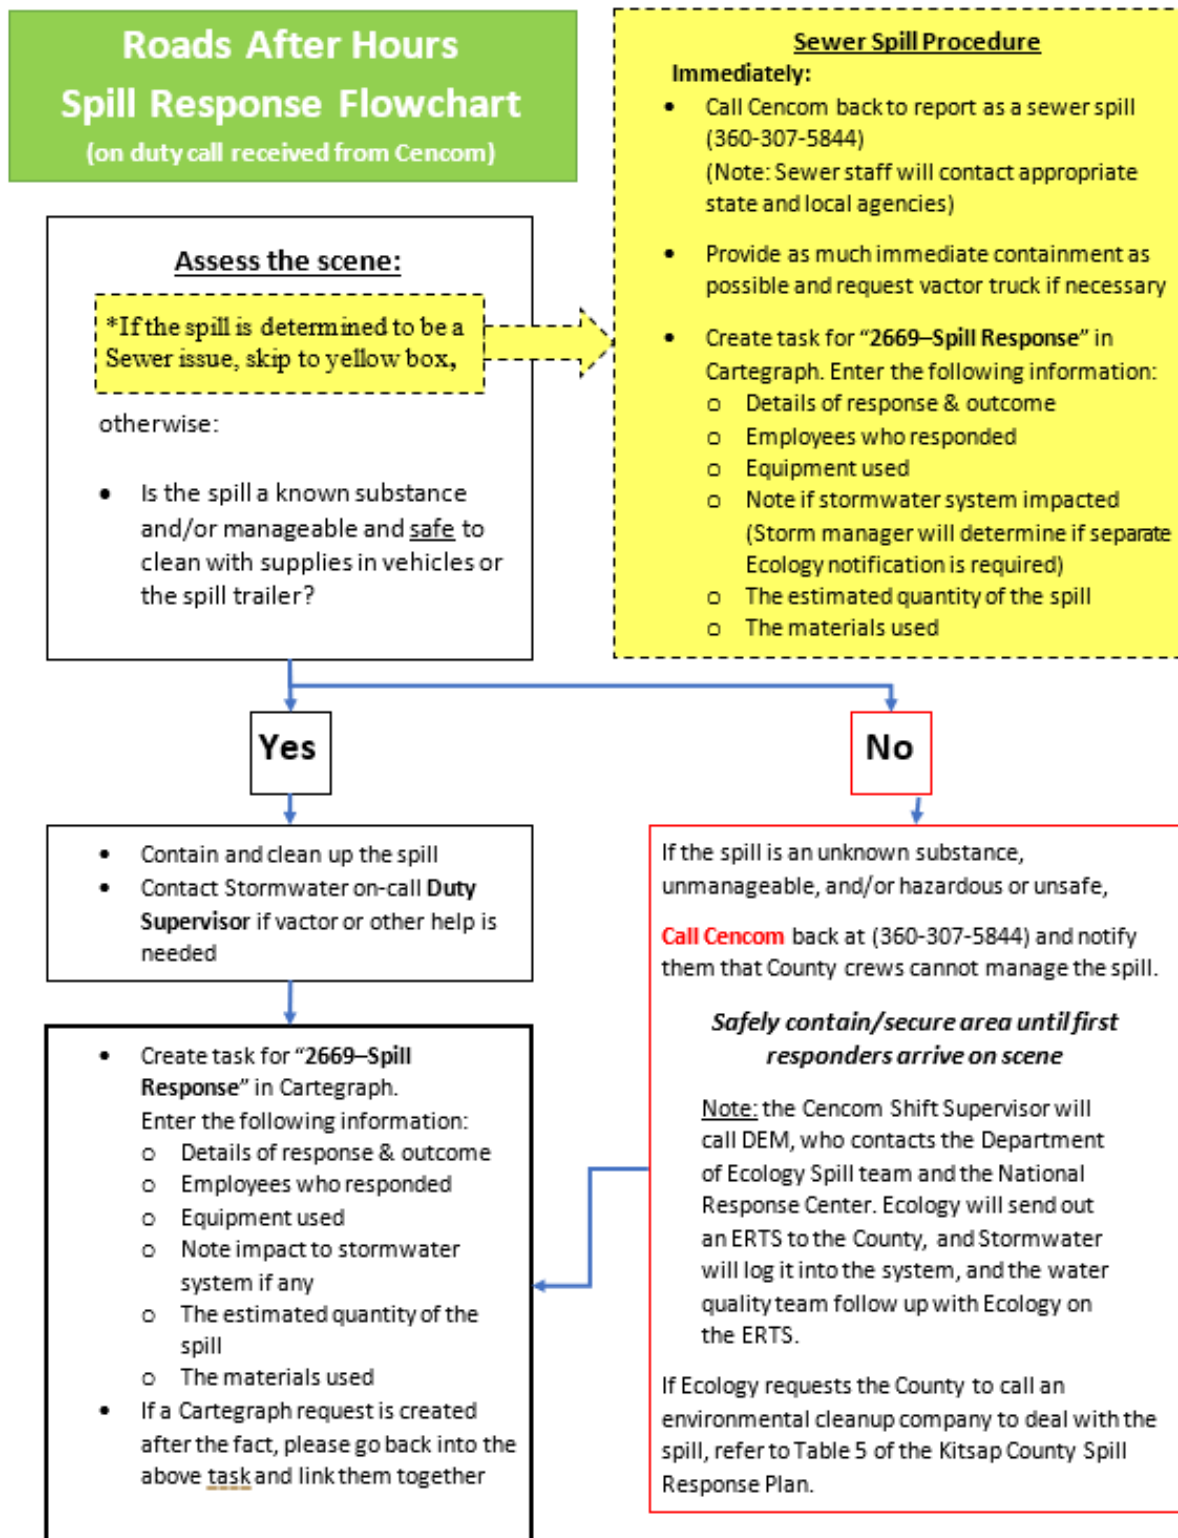 Roads After Hours
Spill Response Flowchart
(on duty call received from Cencom)
Sewer Spill Procedure
Immediately:
• Call Cencom back to report as a sewer spill
(360-307-5844)
(Note: Sewer staff will contact appropriate
state and local agencies)
• Provide as much immediate containment as
possible and request vactor truck if necessary
• Create task for “2669–Spill Response” in
Cartegraph. Enter the following information:
o Details of response & outcome
o Employees who responded
o Equipment used
o Note if stormwater system impacted
(Storm manager will determine if separate
Ecology notification is required)
o The estimated quantity of the spill
o The materials used
Assess the scene:
*If the spill is determined to be a
Sewer issue, skip to yellow box,
otherwise:
• Is the spill a known substance
and/or manageable and safe to
clean with supplies in vehicles or
the spill trailer?
Yes
No
• Contain and clean up the spill
• Contact Stormwater on-call Duty
Supervisor if vactor or other help is
needed
• Create task for “2669–Spill
Response” in Cartegraph.
Enter the following information:
o Details of response & outcome
o Employees who responded
o Equipment used
o Note impact to stormwater
system if any
o The estimated quantity of the
spill
o The materials used
• If a Cartegraph request is created
after the fact, please go back into the
above task and link them together
If the spill is an unknown substance,
unmanageable, and/or hazardous or unsafe,
Call Cencom back at (360-307-5844) and notify
them that County crews cannot manage the spill.
Safely contain/secure area until first
responders arrive on scene
Note: the Cencom Shift Supervisor will
call DEM, who contacts the Department
of Ecology Spill team and the National
Response Center. Ecology will send out
an ERTS to the County, and Stormwater
will log it into the system, and the water
quality team follow up with Ecology on
the ERTS.
If Ecology requests the County to call an
environmental cleanup company to deal with the
spill, refer to Table 5 of the Kitsap County Spill
Response Plan.